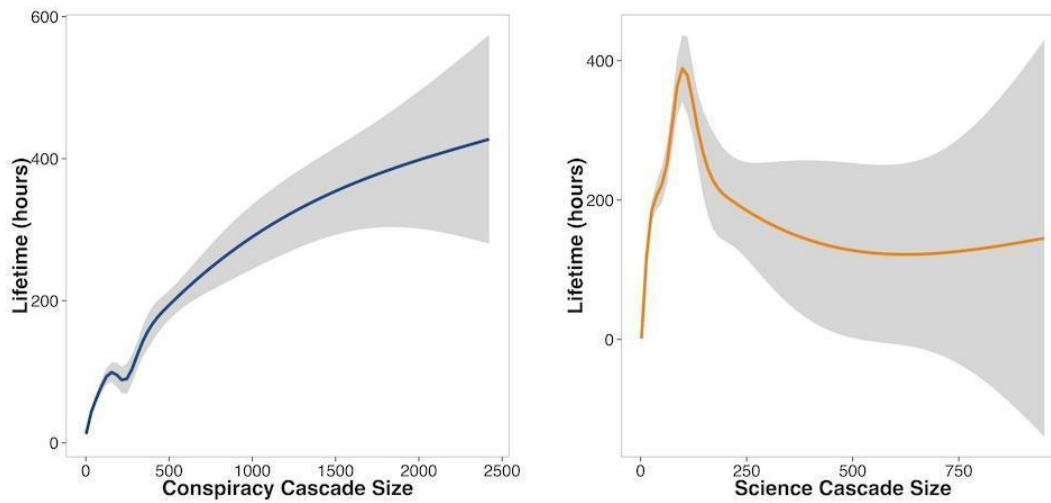 600
400
200
0
Lifetime (hours)
0 500 1000 1500 2000 2500
Conspiracy Cascade Size
400
200
0
Lifetime (hours)
0 250 500 750
Science Cascade Size